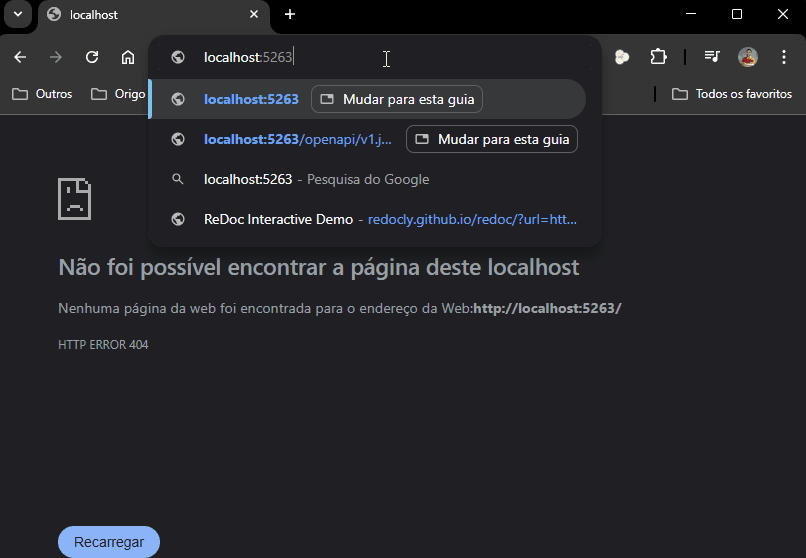 localhost
localhost:5263
Outros
Origo
Todos os favoritos
localhost:5263 Mudar para esta guia
localhost:5263/openapi/v1.j... Mudar para esta guia
localhost:5263 - Pesquisa do Google
ReDoc Interactive Demo - redocly.github.io/redoc/?url=htt...
Não foi possível encontrar a página deste localhost
Nenhuma página da web foi encontrada para o endereço da Web:http://localhost:5263/
HTTP ERROR 404
Recarregar